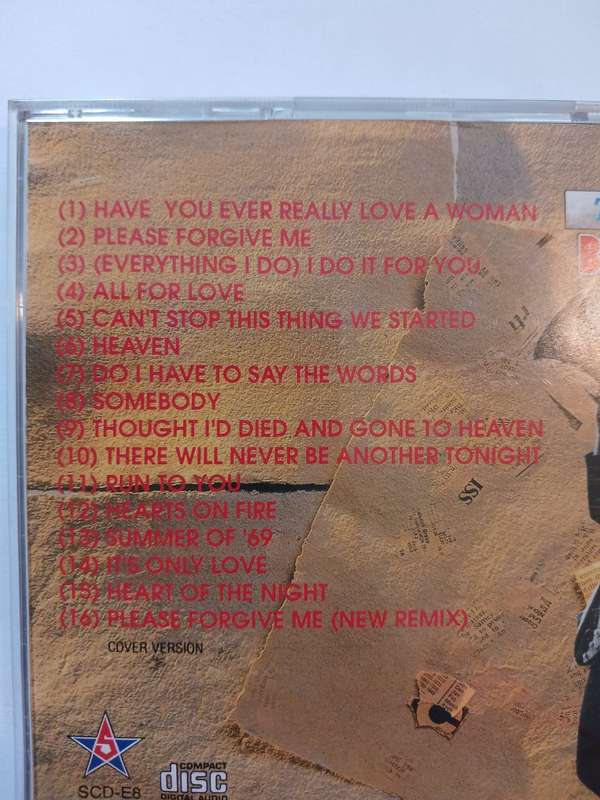 (1) HAVE YOU EVER REALLY LOVE A WOMAN
(2) PLEASE FORGIVE ME
(3) (EVERYTHING I DO) I DO IT FOR YOU
(4) ALL FOR LOVE
(5) CAN'T STOP THIS THING WE STARTED
(6) HEAVEN
(7) DO I HAVE TO SAY THE WORDS
(8) SOMEBODY
(9) THOUGHT I'D DIED AND GONE TO HEAVEN
(10) THERE WILL NEVER BE ANOTHER TONIGHT
(11) RUN TO YOU
(12) HEARTS ON FIRE
(13) SUMMER OF '69
(14) IT'S ONLY LOVE
(15) HEART OF THE NIGHT
(16) PLEASE FORGIVE ME (NEW REMIX)
COVER VERSION
ISS
5
SCD-E8
COMPACT
disc
DIGITAL AUDIO